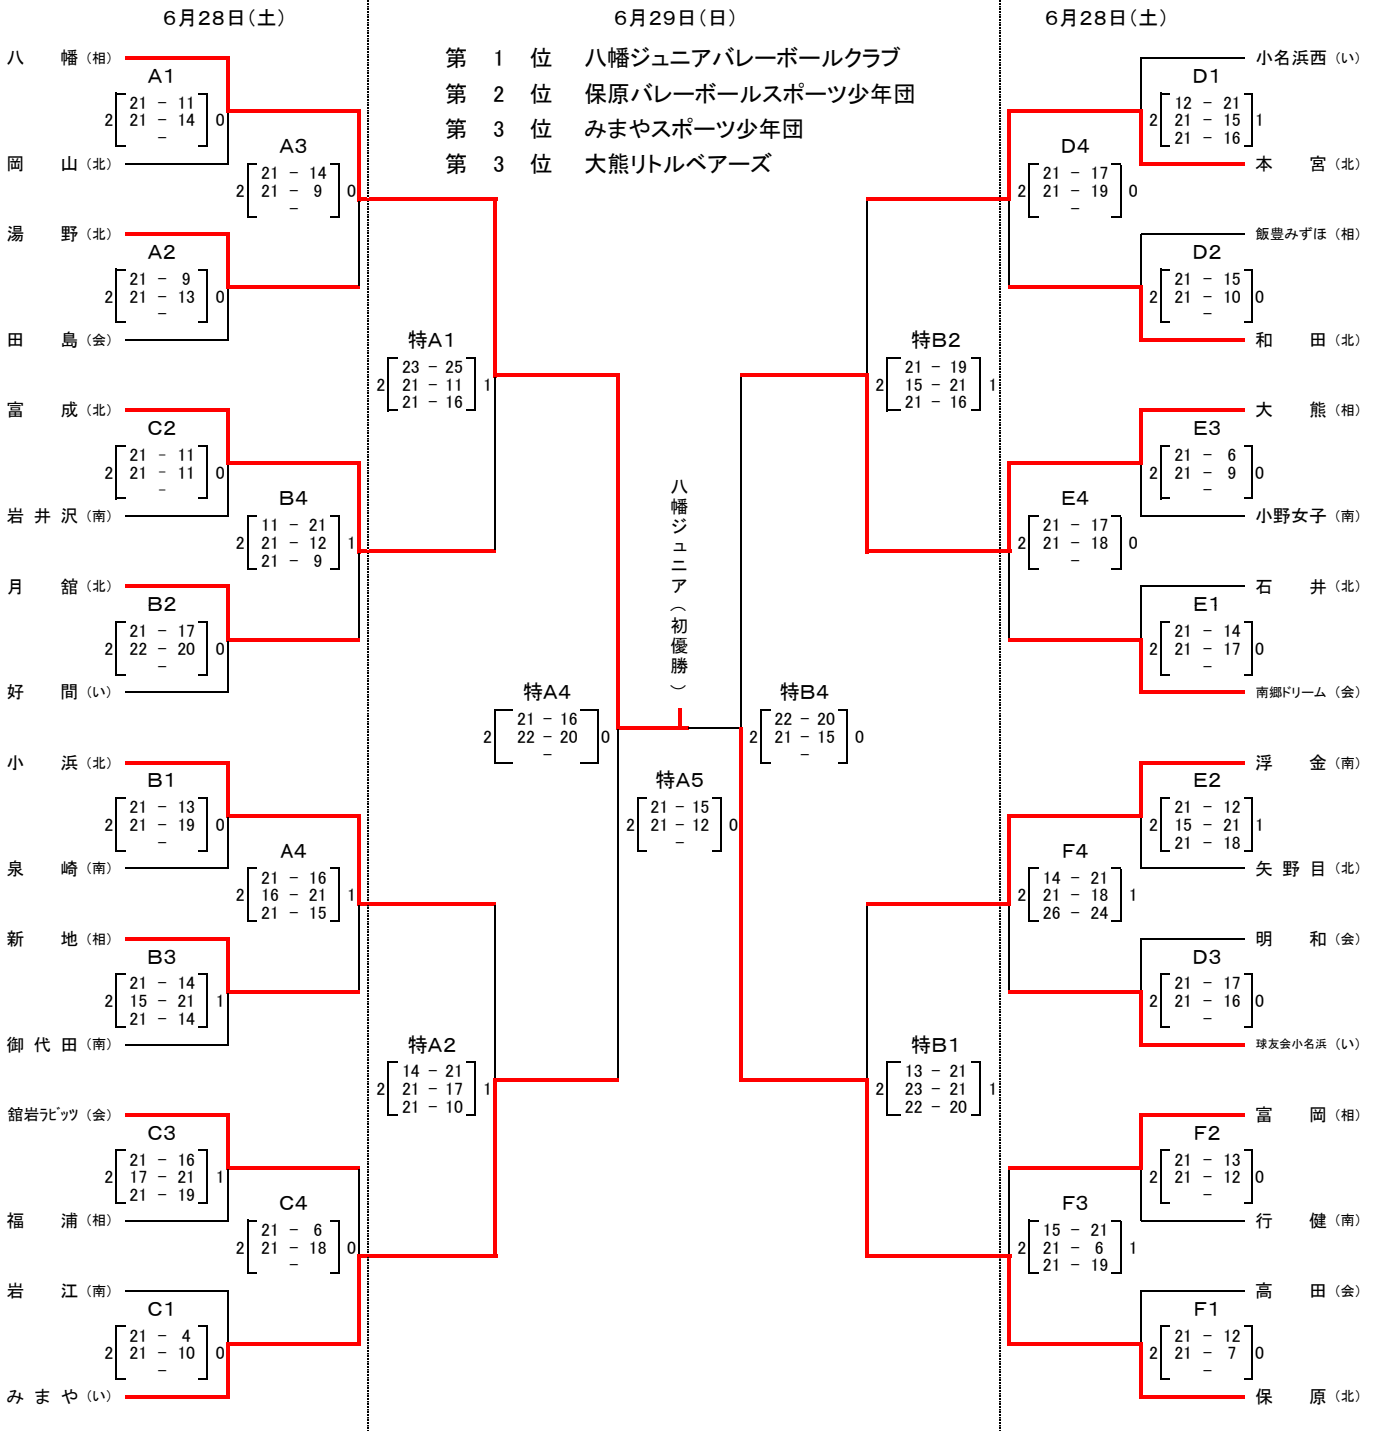 6月28日(土)
6月29日(日)
6月28日(土)
第 1 位 八幡ジュニアバレーボールクラブ
第 2 位 保原バレーボールスポーツ少年団
第 3 位 みまやスポーツ少年団
第 3 位 大熊リトルベアーズ
八 幡 (相)
A1
2 21 - 11 0
21 - 14
-
岡 山 (北)
A3
2 21 - 14 0
21 - 9
-
湯 野 (北)
A2
2 21 - 9 0
21 - 13
-
田 島 (会)
特A1
2 23 - 25 1
21 - 11
21 - 16
富 成 (北)
C2
2 21 - 11 0
21 - 11
-
岩 井 沢 (南)
B4
2 11 - 21 1
21 - 12
21 - 9
月 舘 (北)
B2
2 21 - 17 0
22 - 20
-
好 間 (い)
特A4
2 21 - 16 0
22 - 20
-
小 浜 (北)
B1
2 21 - 13 0
21 - 19
-
泉 崎 (南)
A4
2 21 - 16 1
16 - 21
21 - 15
新 地 (相)
B3
2 21 - 14 1
15 - 21
21 - 14
御 代 田 (南)
特A2
2 14 - 21 1
21 - 17
21 - 10
舘岩ラビッツ (会)
C3
2 21 - 16 1
17 - 21
21 - 19
福 浦 (相)
C4
2 21 - 6 0
21 - 18
-
岩 江 (南)
C1
2 21 - 4 0
21 - 10
-
み ま や (い)
八幡ジュニア(初優勝)
特A5
2 21 - 15 0
21 - 12
-
小名浜西 (い)
D1
2 12 - 21 1
21 - 15
21 - 16
本 宮 (北)
D4
2 21 - 17 0
21 - 19
-
飯豊みずほ (相)
D2
2 21 - 15 0
21 - 10
-
和 田 (北)
特B2
2 21 - 19 1
15 - 21
21 - 16
大 熊 (相)
E3
2 21 - 6 0
21 - 9
-
小野女子 (南)
E4
2 21 - 17 0
21 - 18
-
石 井 (北)
E1
2 21 - 14 0
21 - 17
-
南郷ドリーム (会)
特B4
2 22 - 20 0
21 - 15
-
浮 金 (南)
E2
2 21 - 12 1
15 - 21
21 - 18
矢 野 目 (北)
F4
2 14 - 21 1
21 - 18
26 - 24
明 和 (会)
D3
2 21 - 17 0
21 - 16
-
球友会小名浜 (い)
特B1
2 13 - 21 1
23 - 21
22 - 20
富 岡 (相)
F2
2 21 - 13 0
21 - 12
-
行 健 (南)
F3
2 15 - 21 1
21 - 6
21 - 19
高 田 (会)
F1
2 21 - 12 0
21 - 7
-
保 原 (北)